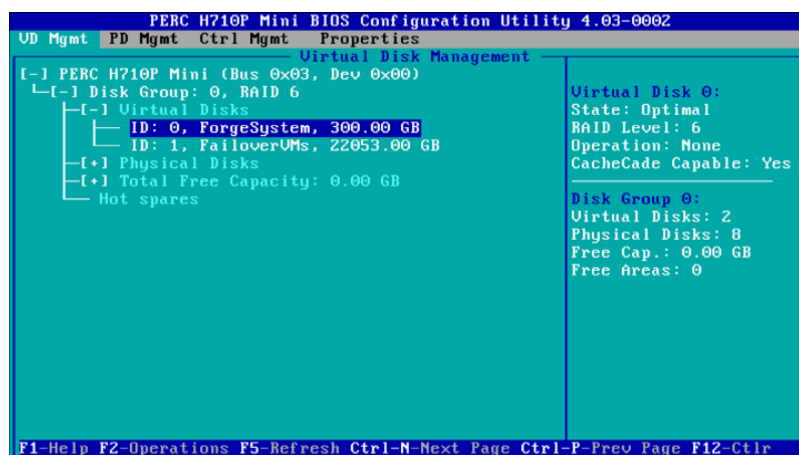 PERC H710P Mini BIOS Configuration Utility 4.03-0002
VD Mgmt PD Mgmt Ctrl Mgmt Properties
Virtual Disk Management
[-] PERC H710P Mini (Bus 0x03, Dev 0x00)
[-] Disk Group: 0, RAID 6
[-] Virtual Disks
ID: 0, ForgeSystem, 300.00 GB
ID: 1, FailoverVMs, 22053.00 GB
[+] Physical Disks
[+] Total Free Capacity: 0.00 GB
Hot spares
Virtual Disk 0:
State: Optimal
RAID Level: 6
Operation: None
CacheCade Capable: Yes
Disk Group 0:
Virtual Disks: 2
Physical Disks: 8
Free Cap.: 0.00 GB
Free Areas: 0
F1-Help F2-Operations F5-Refresh Ctrl-N-Next Page Ctrl-P-Prev Page F12-Ctlr